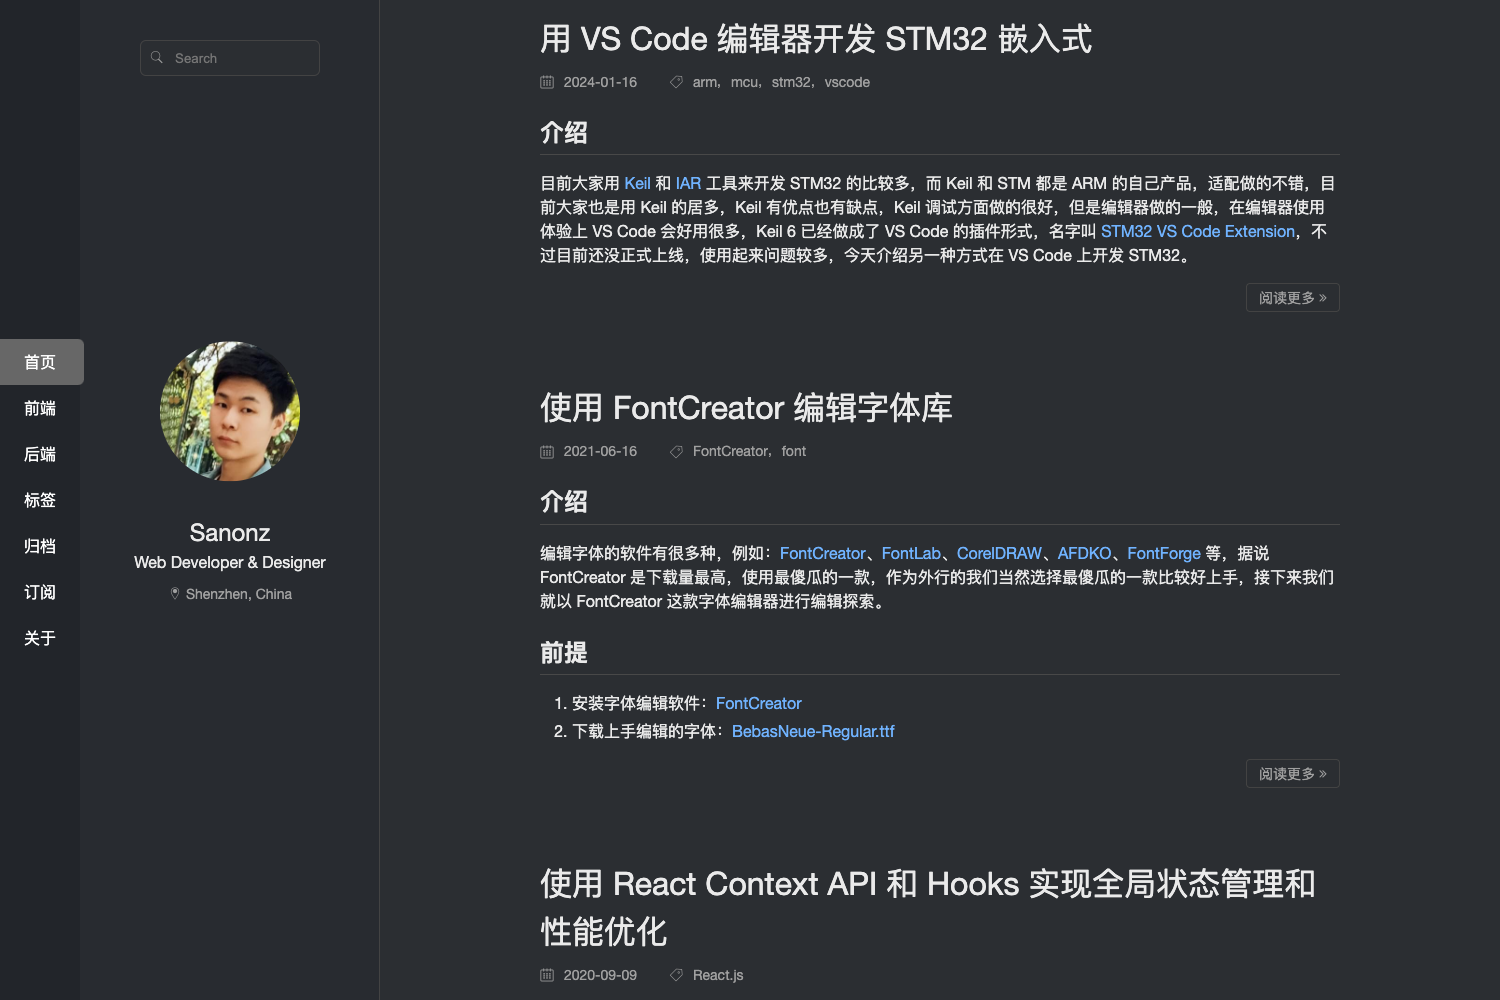 Search
首页
前端
后端
标签
归档
订阅
关于
Sanonz
Web Developer & Designer
Shenzhen, China
用 VS Code 编辑器开发 STM32 嵌入式
2024-01-16 arm, mcu, stm32, vscode
介绍
目前大家用 Keil 和 IAR 工具来开发 STM32 的比较多，而 Keil 和 STM 都是 ARM 的自己产品，适配做的不错，目
前大家也是用 Keil 的居多，Keil 有优点也有缺点，Keil 调试方面做的很好，但是编辑器做的一般，在编辑器使用
体验上 VS Code 会好用很多，Keil 6 已经做成了 VS Code 的插件形式，名字叫 STM32 VS Code Extension，不
过目前还没正式上线，使用起来问题较多，今天介绍另一种方式在 VS Code 上开发 STM32。
阅读更多 »
使用 FontCreator 编辑字体库
2021-06-16 FontCreator, font
介绍
编辑字体的软件有很多种，例如：FontCreator、FontLab、CorelDRAW、AFDKO、FontForge 等，据说
FontCreator 是下载量最高，使用最傻瓜的一款，作为外行的我们当然选择最傻瓜的一款比较好上手，接下来我们
就以 FontCreator 这款字体编辑器进行编辑探索。
前提
1. 安装字体编辑软件：FontCreator
2. 下载上手编辑的字体：BebasNeue-Regular.ttf
阅读更多 »
使用 React Context API 和 Hooks 实现全局状态管理和
性能优化
2020-09-09 React.js